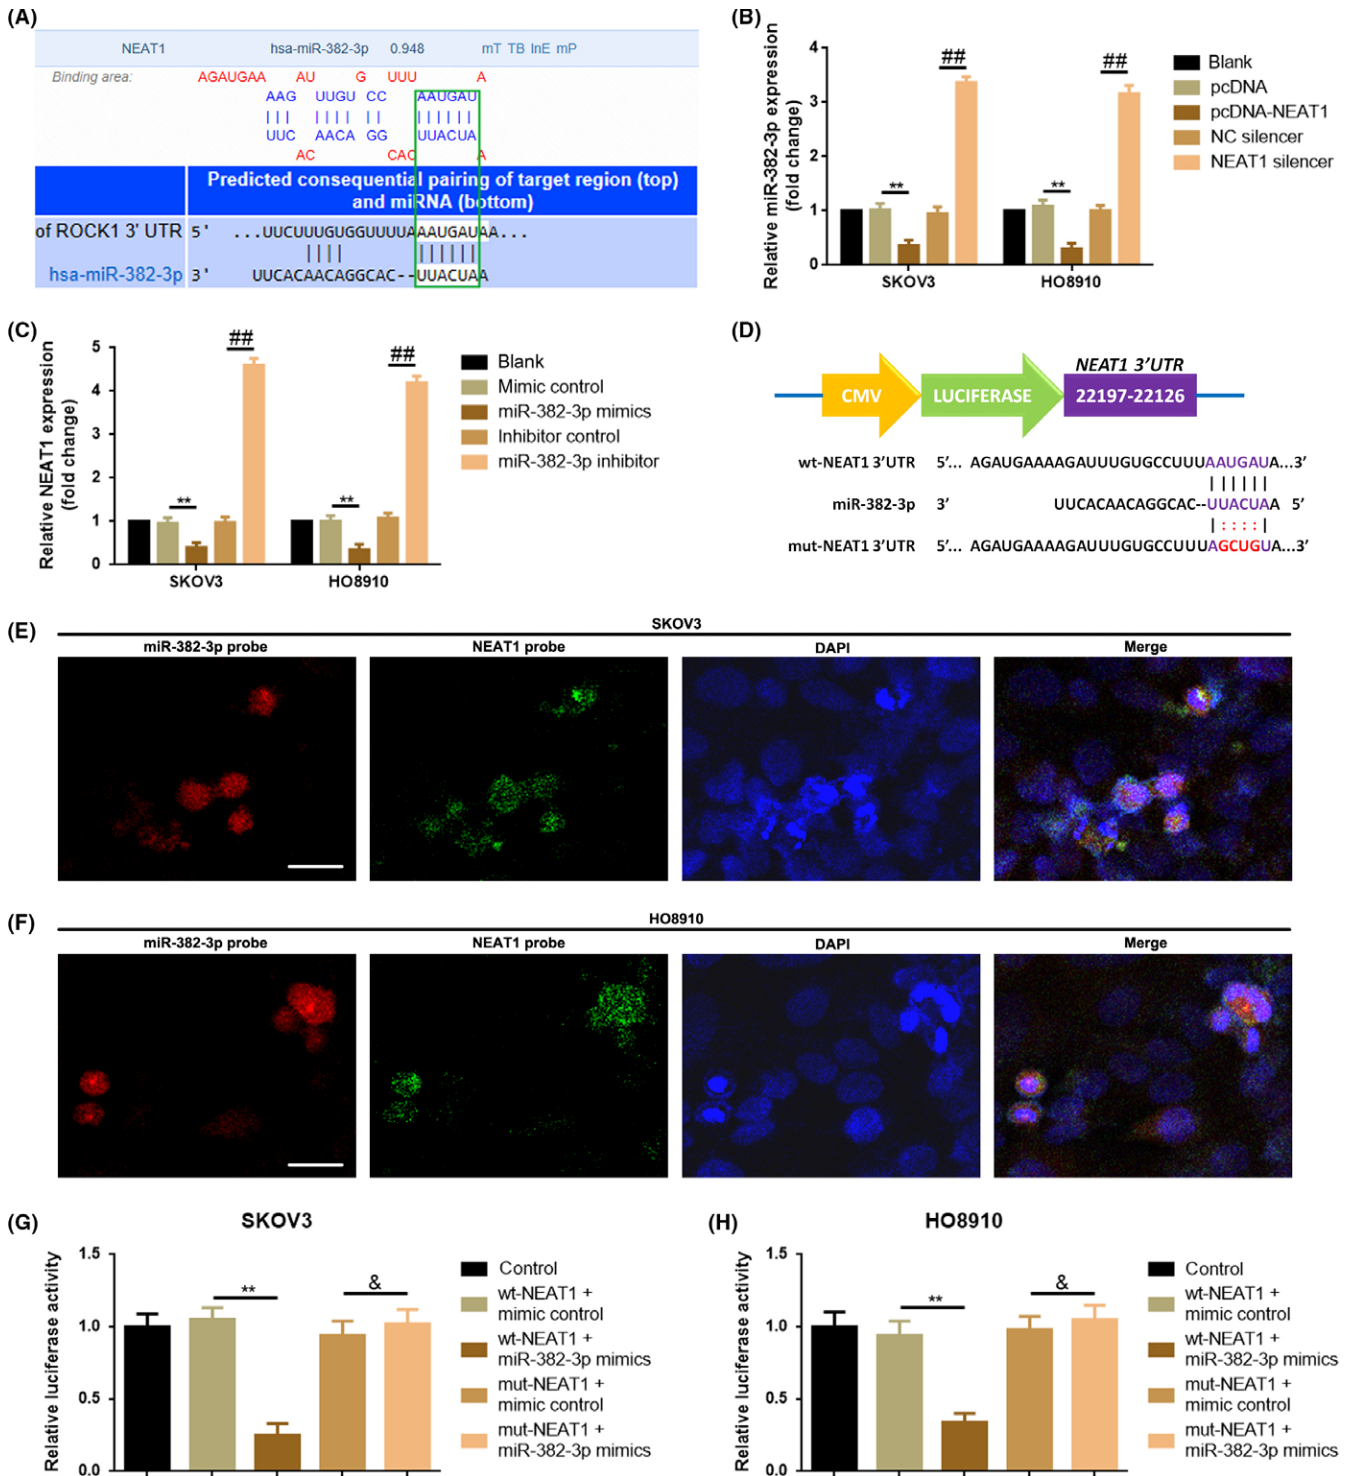 (A)
NEAT1 hsa-miR-382-3p 0.948 mT TB InE mP
Binding area: AGAUGAA AU G UUU A
AAG UUGU CC AAUGAU
UUC AACA GG UUACUA
AC CAC A
Predicted consequential pairing of target region (top)
and miRNA (bottom)
of ROCK1 3' UTR 5' ...UUCUUUGUGGUUUUAAAUGAUAA...
hsa-miR-382-3p 3' UUCACAACAGGCAC--UUACUAA
(B)
Relative miR-382-3p expression
(fold change)
4
3
2
1
0
** ## ** ##
SKOV3 HO8910
Blank
pcDNA
pcDNA-NEAT1
NC silencer
NEAT1 silencer
(C)
Relative NEAT1 expression
(fold change)
5
4
3
2
1
0
** ## ** ##
SKOV3 HO8910
Blank
Mimic control
miR-382-3p mimics
Inhibitor control
miR-382-3p inhibitor
(D)
NEAT1 3'UTR
CMV LUCIFERASE 22197-22126
wt-NEAT1 3'UTR 5'... AGAUGAAAAGAUUUGUGCCUUUAAUGAUA...3'
miR-382-3p 3' UUCACAACAGGCAC--UUACUAA 5'
mut-NEAT1 3'UTR 5'... AGAUGAAAAGAUUUGUGCCUUUAGCUGUA...3'
(E)
SKOV3
miR-382-3p probe NEAT1 probe DAPI Merge
(F)
HO8910
miR-382-3p probe NEAT1 probe DAPI Merge
(G)
SKOV3
Relative luciferase activity
1.5
1.0
0.5
0.0
** &
Control
wt-NEAT1 +
mimic control
wt-NEAT1 +
miR-382-3p mimics
mut-NEAT1 +
mimic control
mut-NEAT1 +
miR-382-3p mimics
(H)
HO8910
Relative luciferase activity
1.5
1.0
0.5
0.0
** &
Control
wt-NEAT1 +
mimic control
wt-NEAT1 +
miR-382-3p mimics
mut-NEAT1 +
mimic control
mut-NEAT1 +
miR-382-3p mimics